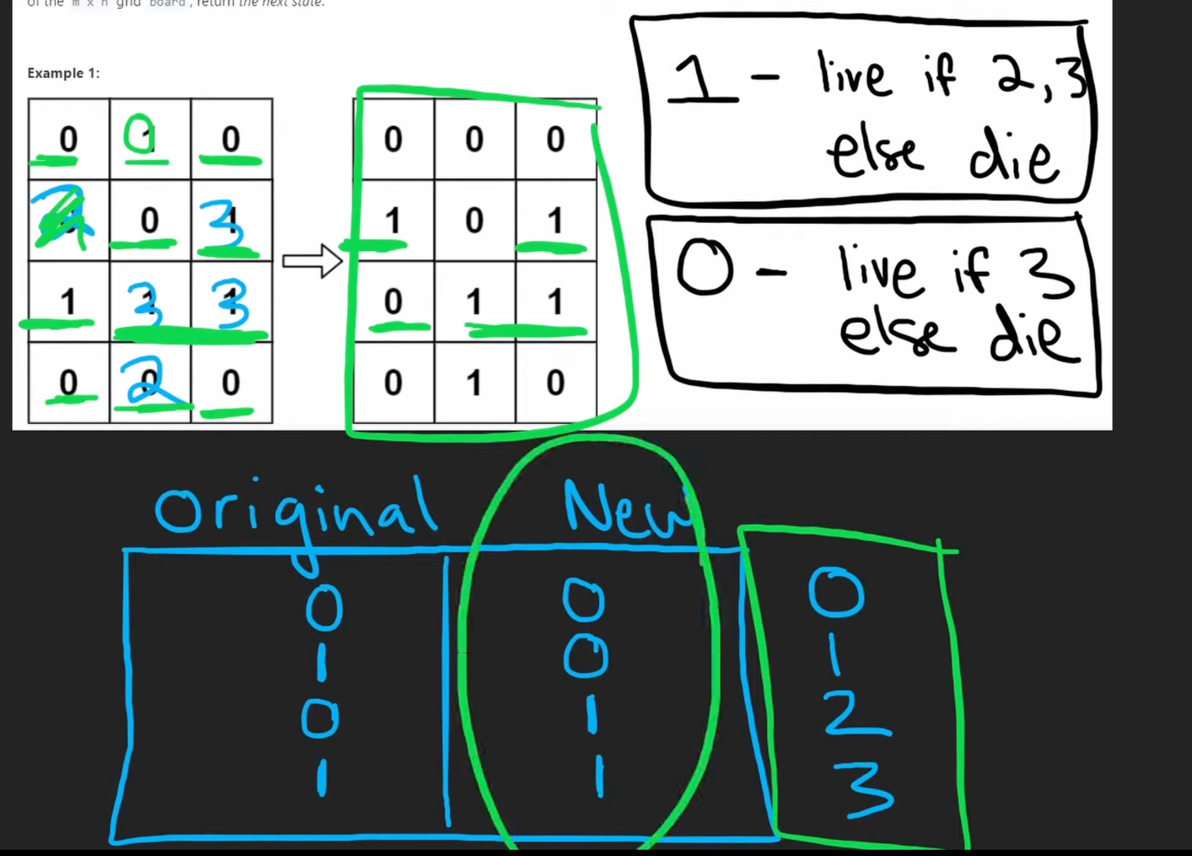 of the m x n grid board, return the next state.
Example 1:
0 0 0
0 0 0 0
2 0 3
1 0 1
1 3 3
0 1 1
0 2 0
0 1 0
1 - live if 2,3
else die
0 - live if 3
else die
Original New
0 0 0
1 0 1
0 1 2
1 1 3